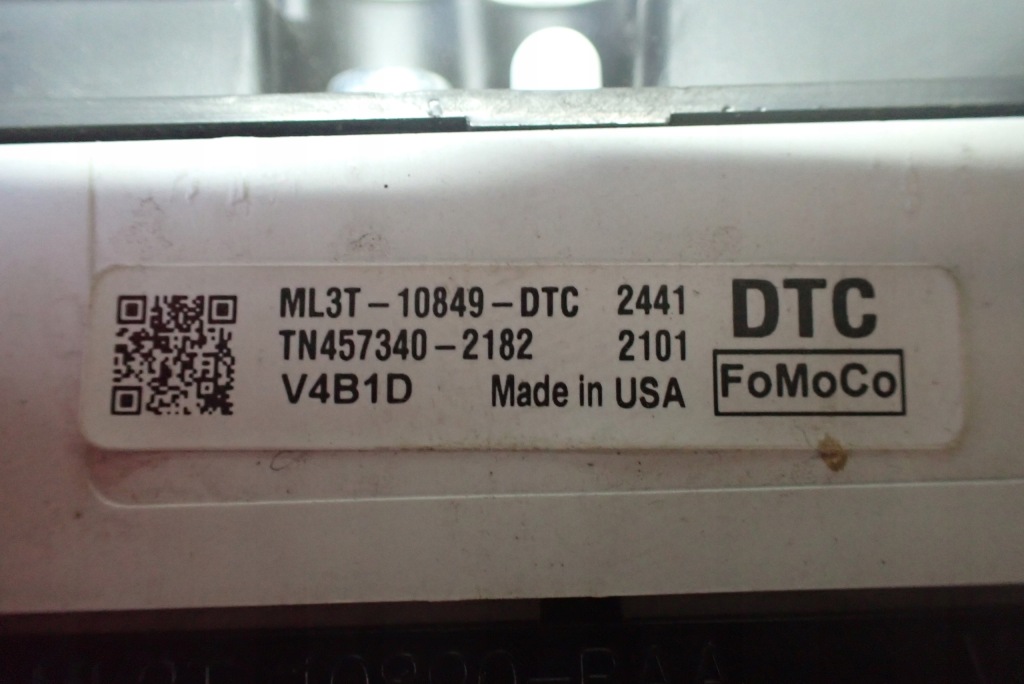 ML3T-10849-DTC 2441 DTC
TN457340-2182 2101
V4B1D Made in USA FoMoCo